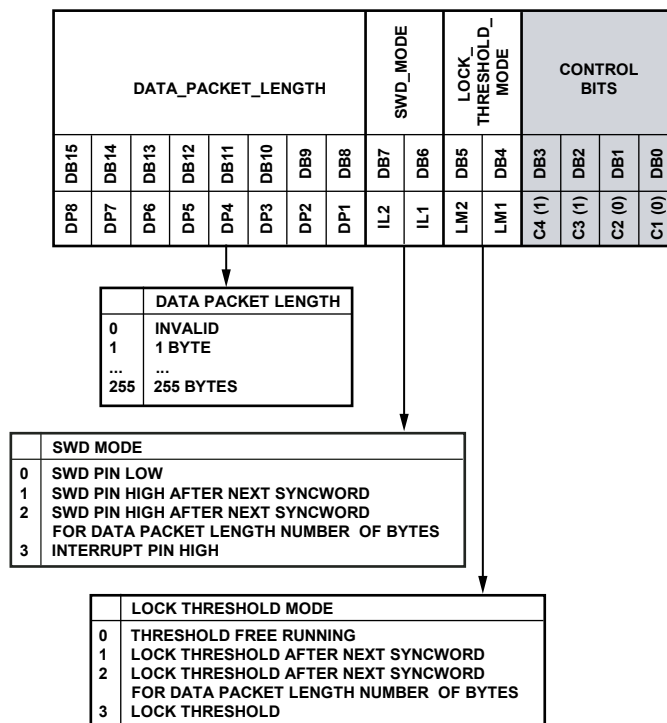 DATA_PACKET_LENGTH
SWD_MODE
LOCK_
THRESHOLD_
MODE
CONTROL
BITS
DB15 DB14 DB13 DB12 DB11 DB10 DB9 DB8 DB7 DB6 DB5 DB4 DB3 DB2 DB1 DB0
DP8 DP7 DP6 DP5 DP4 DP3 DP2 DP1 IL2 IL1 LM2 LM1 C4 (1) C3 (1) C2 (0) C1 (0)
DATA PACKET LENGTH
0 INVALID
1 1 BYTE
... ...
255 255 BYTES
SWD MODE
0 SWD PIN LOW
1 SWD PIN HIGH AFTER NEXT SYNCWORD
2 SWD PIN HIGH AFTER NEXT SYNCWORD
FOR DATA PACKET LENGTH NUMBER OF BYTES
3 INTERRUPT PIN HIGH
LOCK THRESHOLD MODE
0 THRESHOLD FREE RUNNING
1 LOCK THRESHOLD AFTER NEXT SYNCWORD
2 LOCK THRESHOLD AFTER NEXT SYNCWORD
FOR DATA PACKET LENGTH NUMBER OF BYTES
3 LOCK THRESHOLD